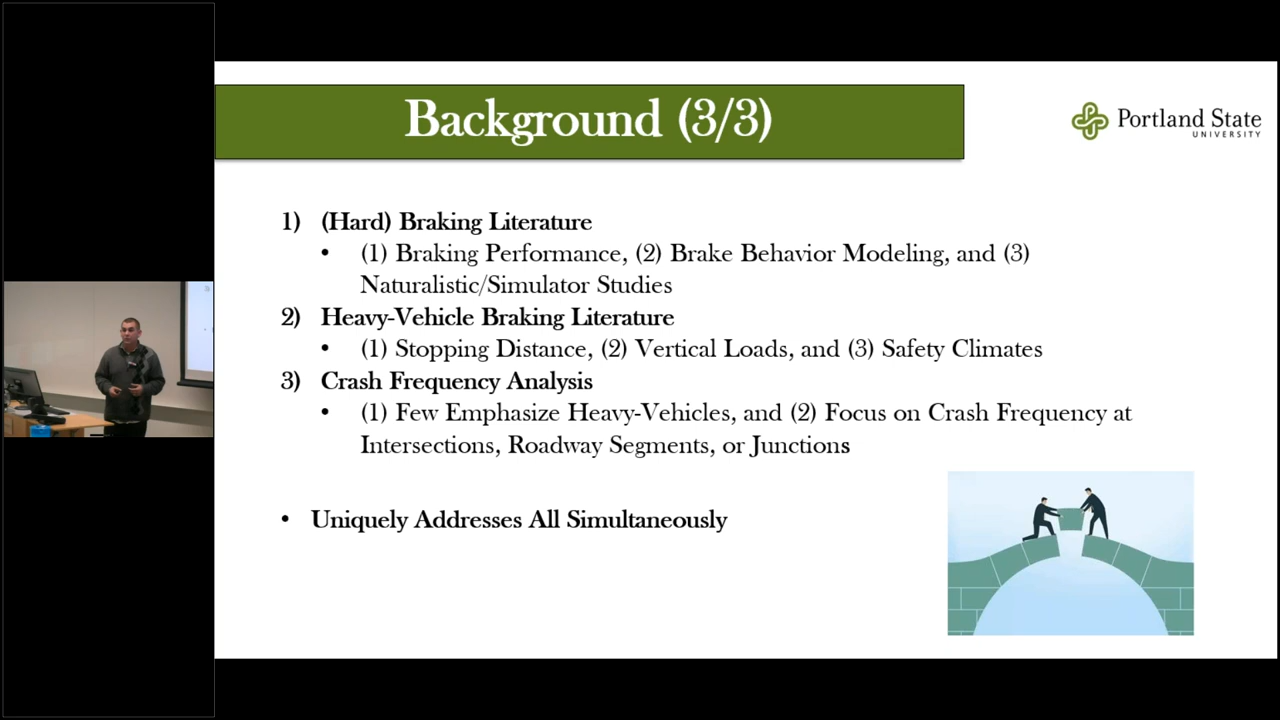 Background (3/3)
Portland State
UNIVERSITY
1) (Hard) Braking Literature
• (1) Braking Performance, (2) Brake Behavior Modeling, and (3)
Naturalistic/Simulator Studies
2) Heavy-Vehicle Braking Literature
• (1) Stopping Distance, (2) Vertical Loads, and (3) Safety Climates
3) Crash Frequency Analysis
• (1) Few Emphasize Heavy-Vehicles, and (2) Focus on Crash Frequency at
Intersections, Roadway Segments, or Junctions
• Uniquely Addresses All Simultaneously